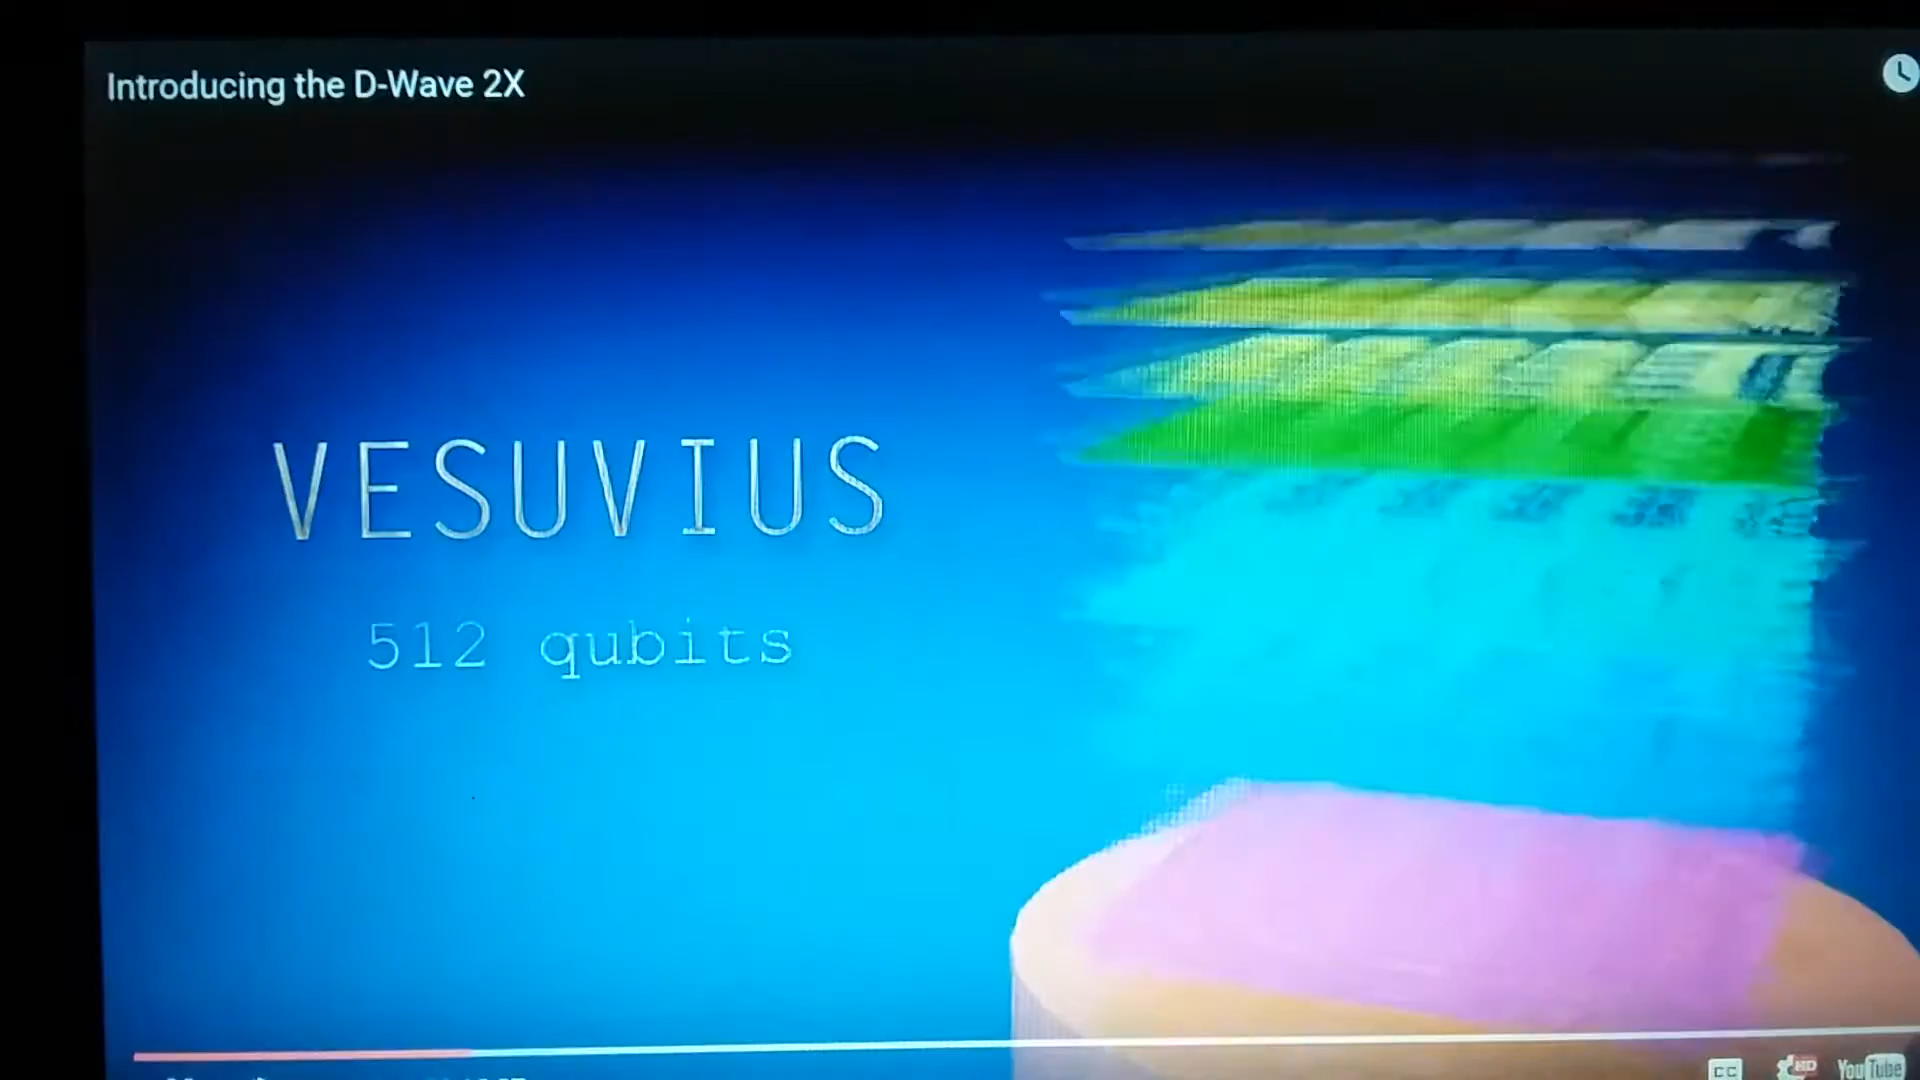 Introducing the D-Wave 2X
VESUVIUS
512 qubits
CC
HD
YouTube